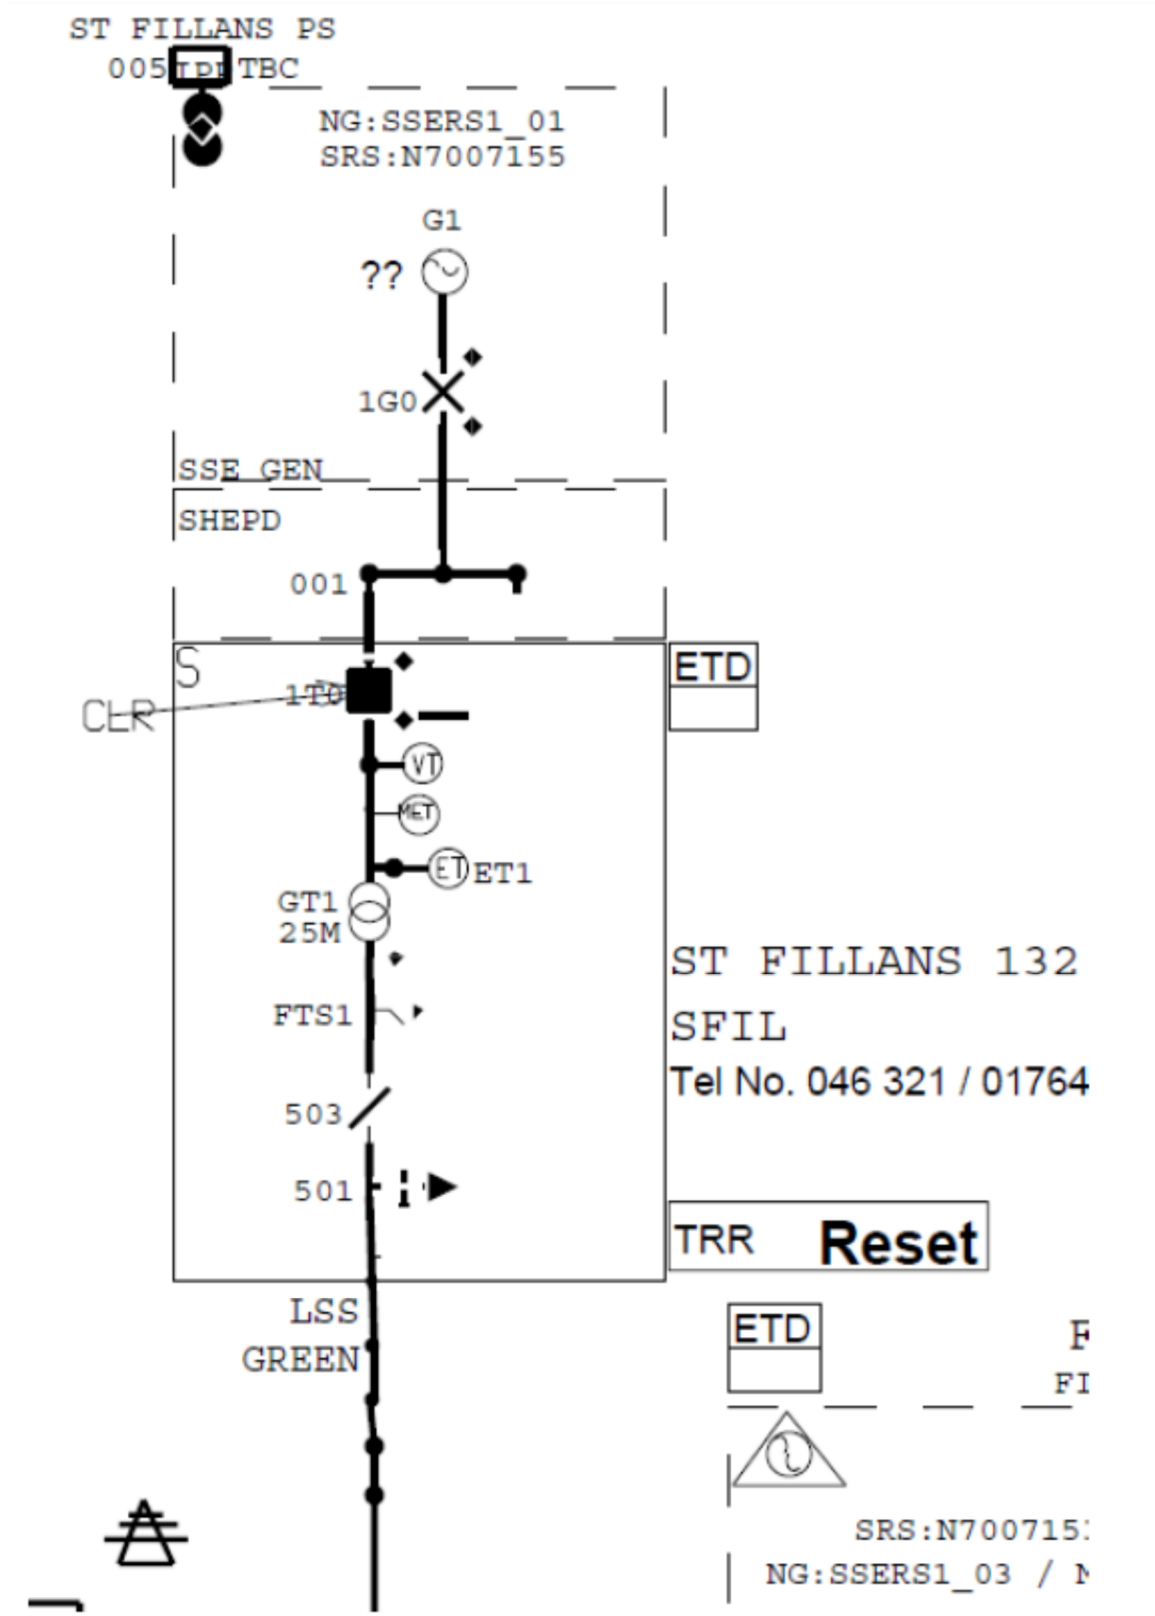 ST FILLANS PS
005 TBC
NG:SSERS1_01
SRS:N7007155
G1
??
1G0
SSE GEN
SHEPD
001
S
ETD
1T0
CLR
VT
MET
ET ET1
GT1
25M
ST FILLANS 132
FTS1
SFIL
Tel No. 046 321 / 01764
503
501
TRR Reset
LSS
ETD
GREEN
FI
SRS:N700715
NG:SSERS1_03 /